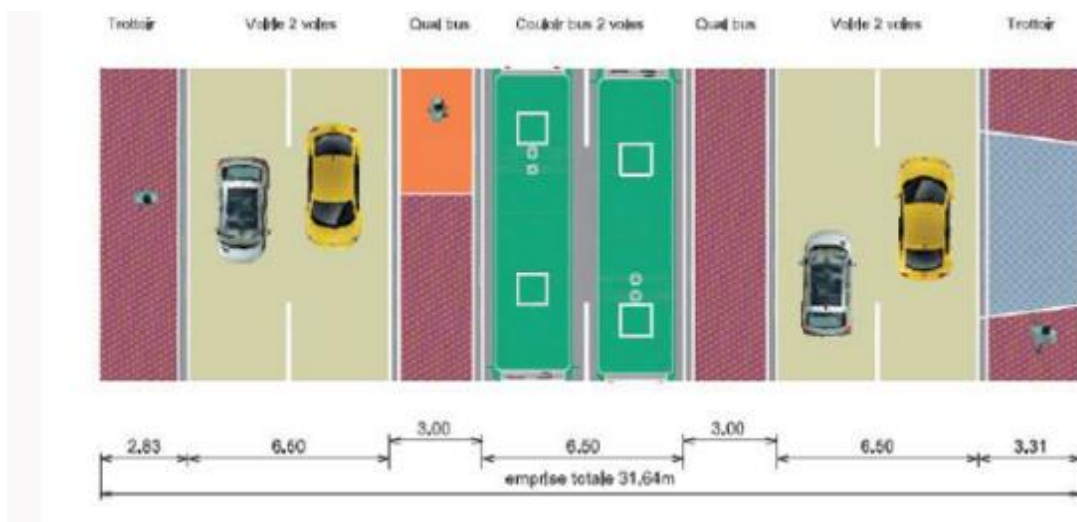 Trottoir Voirie 2 voies Quai bus Couloir bus 2 voies Quai bus Voirie 2 voies Trottoir
3.00 3.00
2.83 6.50 6.50 6.50 3.31
emprise totale 31,64m